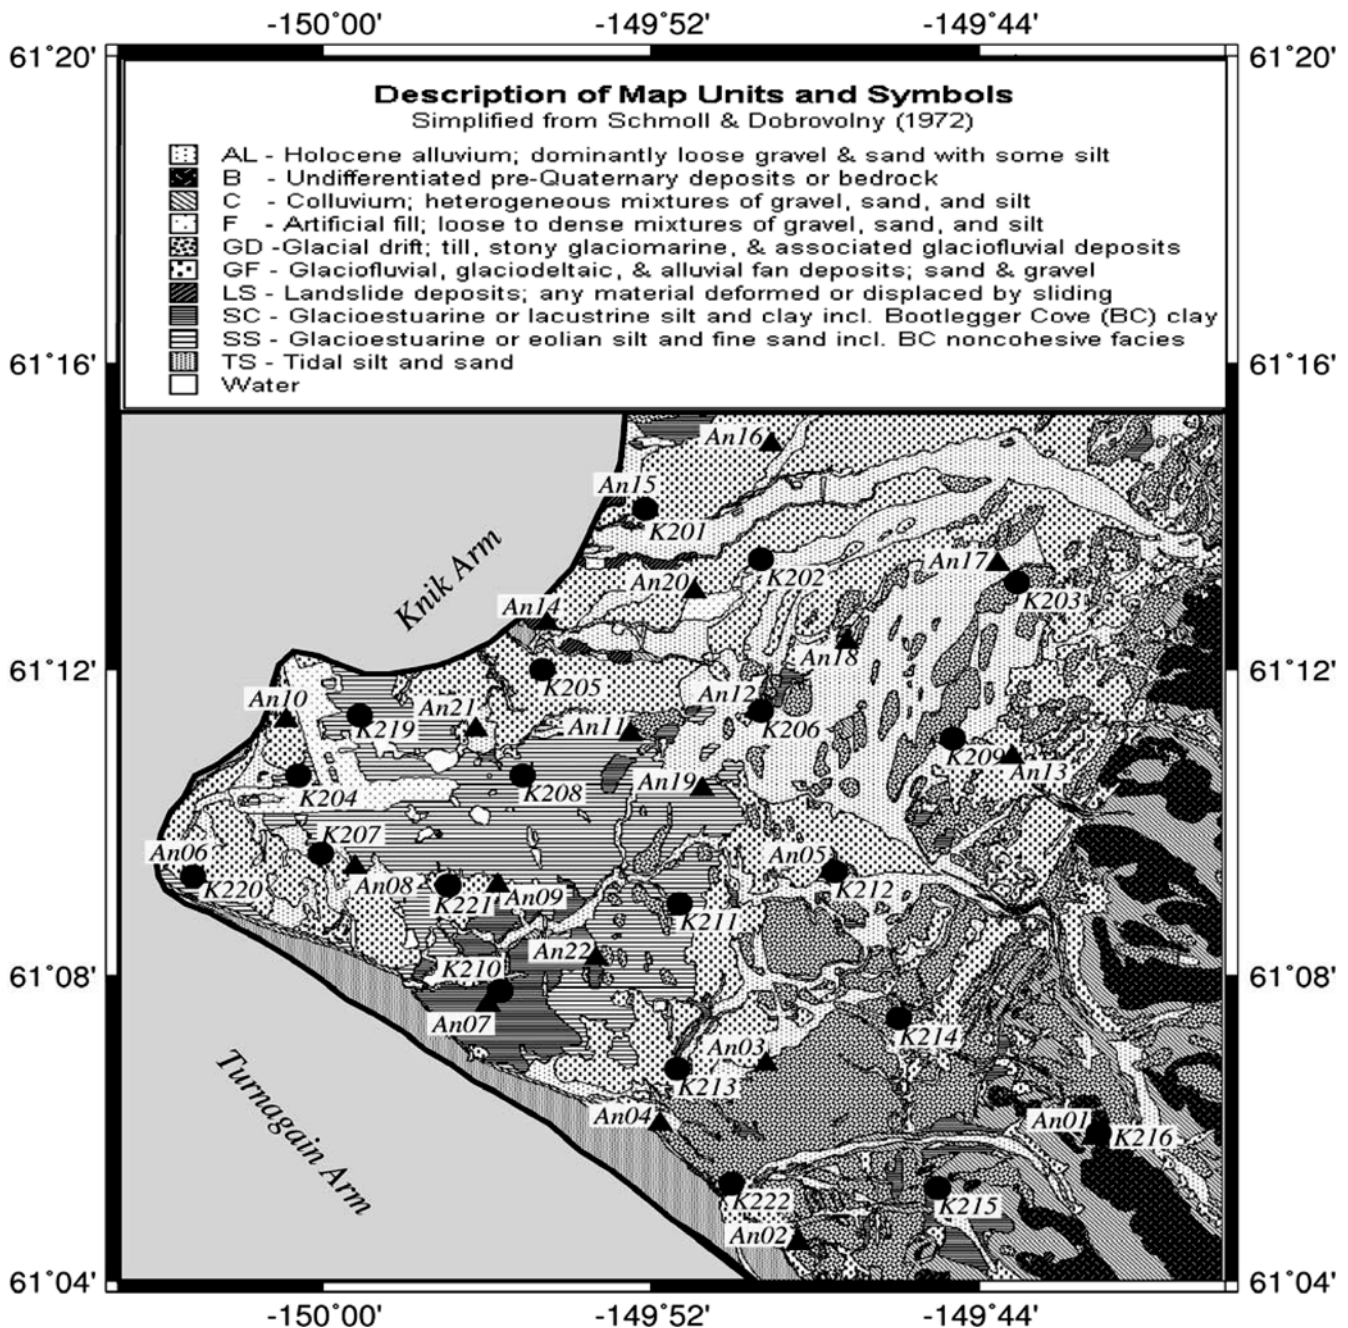 -150°00' -149°52' -149°44'
61°20' 61°20'
Description of Map Units and Symbols
Simplified from Schmoll & Dobrovolny (1972)
AL - Holocene alluvium; dominantly loose gravel & sand with some silt
B - Undifferentiated pre-Quaternary deposits or bedrock
C - Colluvium; heterogeneous mixtures of gravel, sand, and silt
F - Artificial fill; loose to dense mixtures of gravel, sand, and silt
GD -Glacial drift; till, stony glaciomarine, & associated glaciofluvial deposits
GF - Glaciofluvial, glaciodeltaic, & alluvial fan deposits; sand & gravel
LS - Landslide deposits; any material deformed or displaced by sliding
SC - Glacioestuarine or lacustrine silt and clay incl. Bootlegger Cove (BC) clay
SS - Glacioestuarine or eolian silt and fine sand incl. BC noncohesive facies
TS - Tidal silt and sand
Water
61°16' 61°16'
An16
An15
K201
Knik Arm
An17
An20
K202
K203
An14
An18
61°12' 61°12'
K205
An10
An12
K219
An21
An11
K206
K209
An13
K204
K208
An19
K207
An06
An05
K220
An08
K221
An09
K212
K211
An22
K210
61°08' 61°08'
An07
K214
An03
Turnagain Arm
K213
An04
An01
K216
K222
K215
An02
61°04' 61°04'
-150°00' -149°52' -149°44'